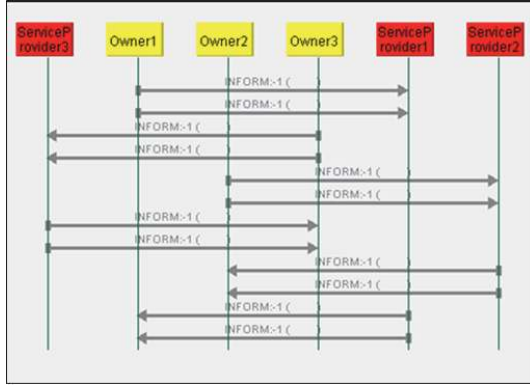 ServiceP
rovider3
Owner1
Owner2
Owner3
ServiceP
rovider1
ServiceP
rovider2
INFORM:-1 ( )
INFORM:-1 ( )
INFORM:-1 ( )
INFORM:-1 ( )
INFORM:-1 ( )
INFORM:-1 ( )
INFORM:-1 ( )
INFORM:-1 ( )
INFORM:-1 ( )
INFORM:-1 ( )
INFORM:-1 ( )
INFORM:-1 ( )